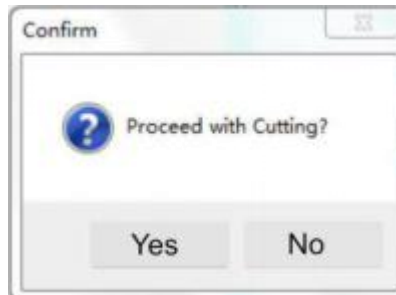 Confirm
Proceed with Cutting?
Yes
No